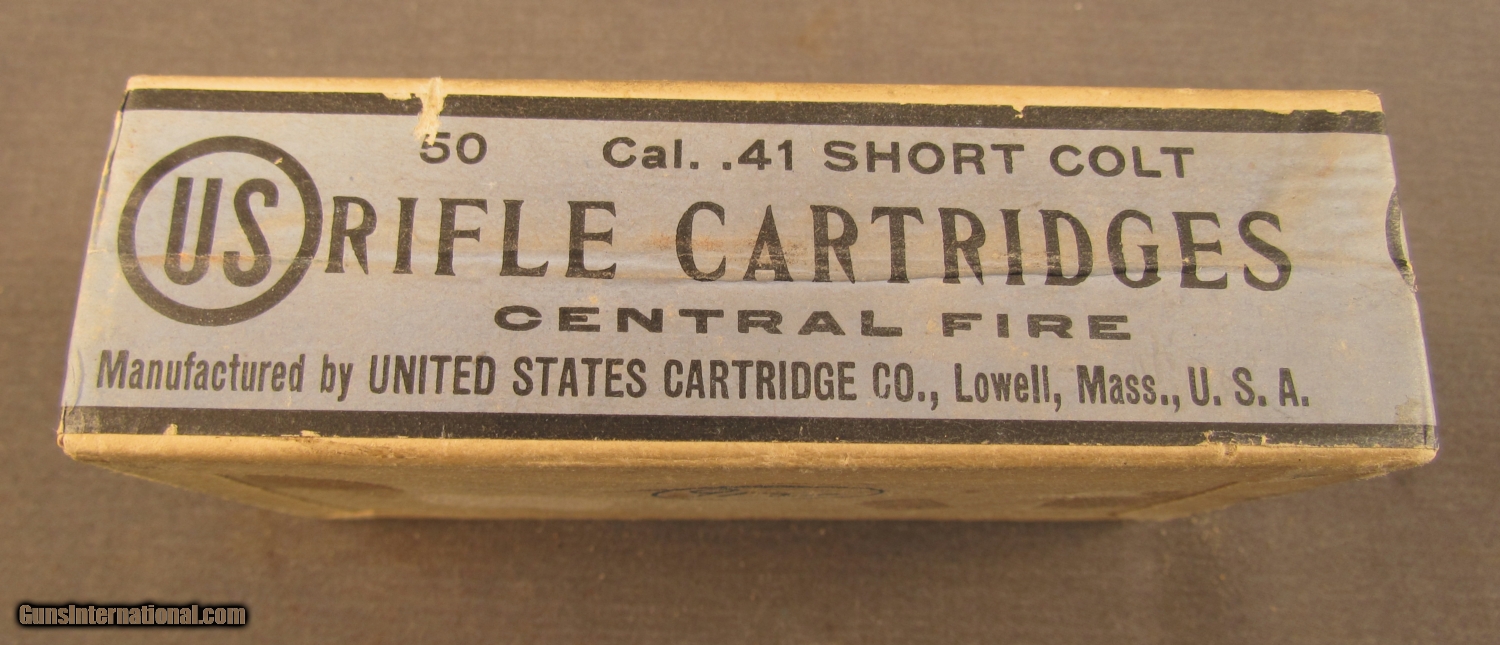 50 Cal. .41 SHORT COLT
US RIFLE CARTRIDGES
CENTRAL FIRE
Manufactured by UNITED STATES CARTRIDGE CO., Lowell, Mass., U. S. A.
GunsInternational.com